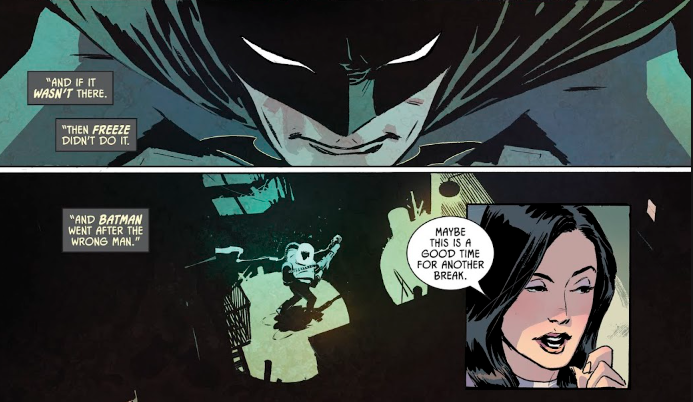 "AND IF IT
WASN'T THERE.
"THEN FREEZE
DIDN'T DO IT.
"AND BATMAN
WENT AFTER THE
WRONG MAN."
MAYBE
THIS IS A
GOOD TIME
FOR ANOTHER
BREAK.